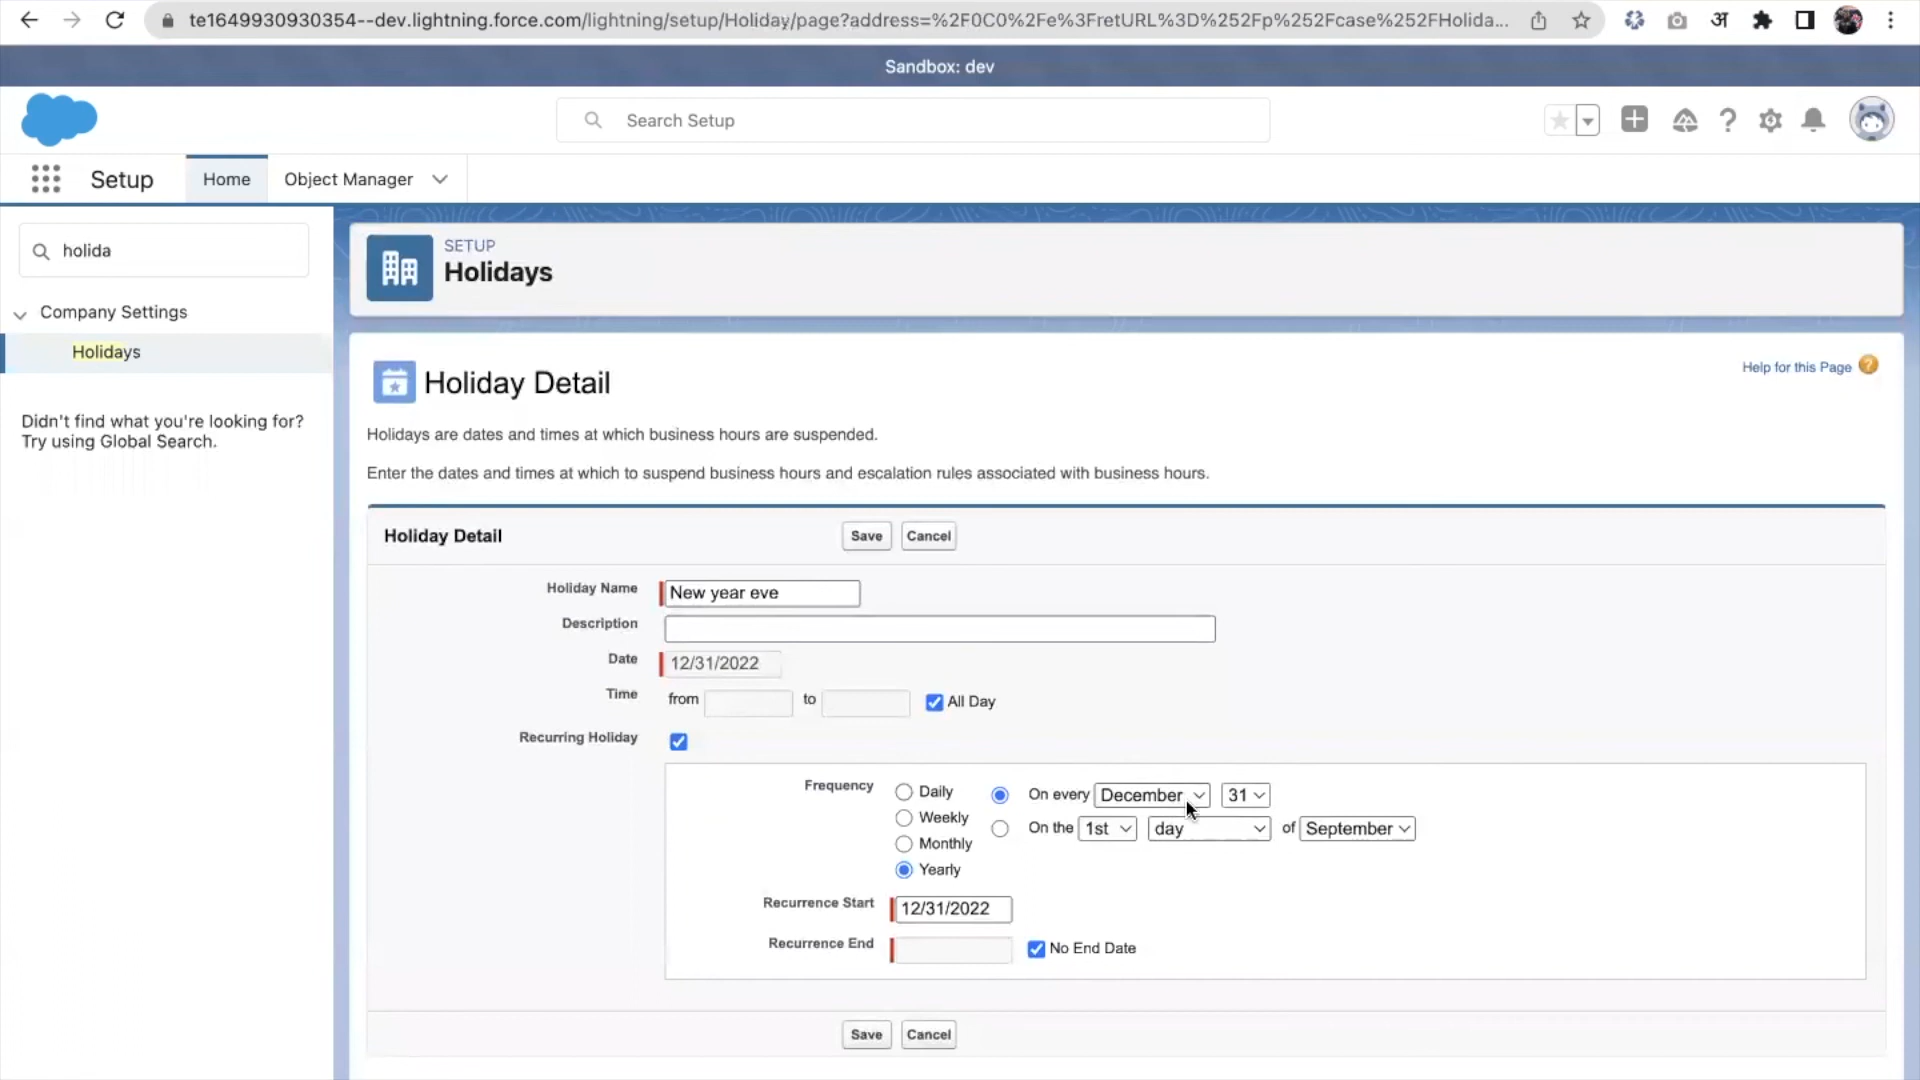 te1649930930354--dev.lightning.force.com/lightning/setup/Holiday/page?address=%2F0C0%2Fe%3FretURL%3D%252Fp%252Fcase%252FHolida...
अ
Sandbox: dev
Search Setup
Setup
Home
Object Manager
holida
Company Settings
Holidays
Didn't find what you're looking for?
Try using Global Search.
SETUP
Holidays
Holiday Detail
Help for this Page
Holidays are dates and times at which business hours are suspended.
Enter the dates and times at which to suspend business hours and escalation rules associated with business hours.
Holiday Detail
Save
Cancel
Holiday Name
New year eve
Description
Date
12/31/2022
Time
from
to
All Day
Recurring Holiday
Frequency
Daily
Weekly
Monthly
Yearly
On every December 31
On the 1st day of September
Recurrence Start
12/31/2022
Recurrence End
No End Date
Save
Cancel